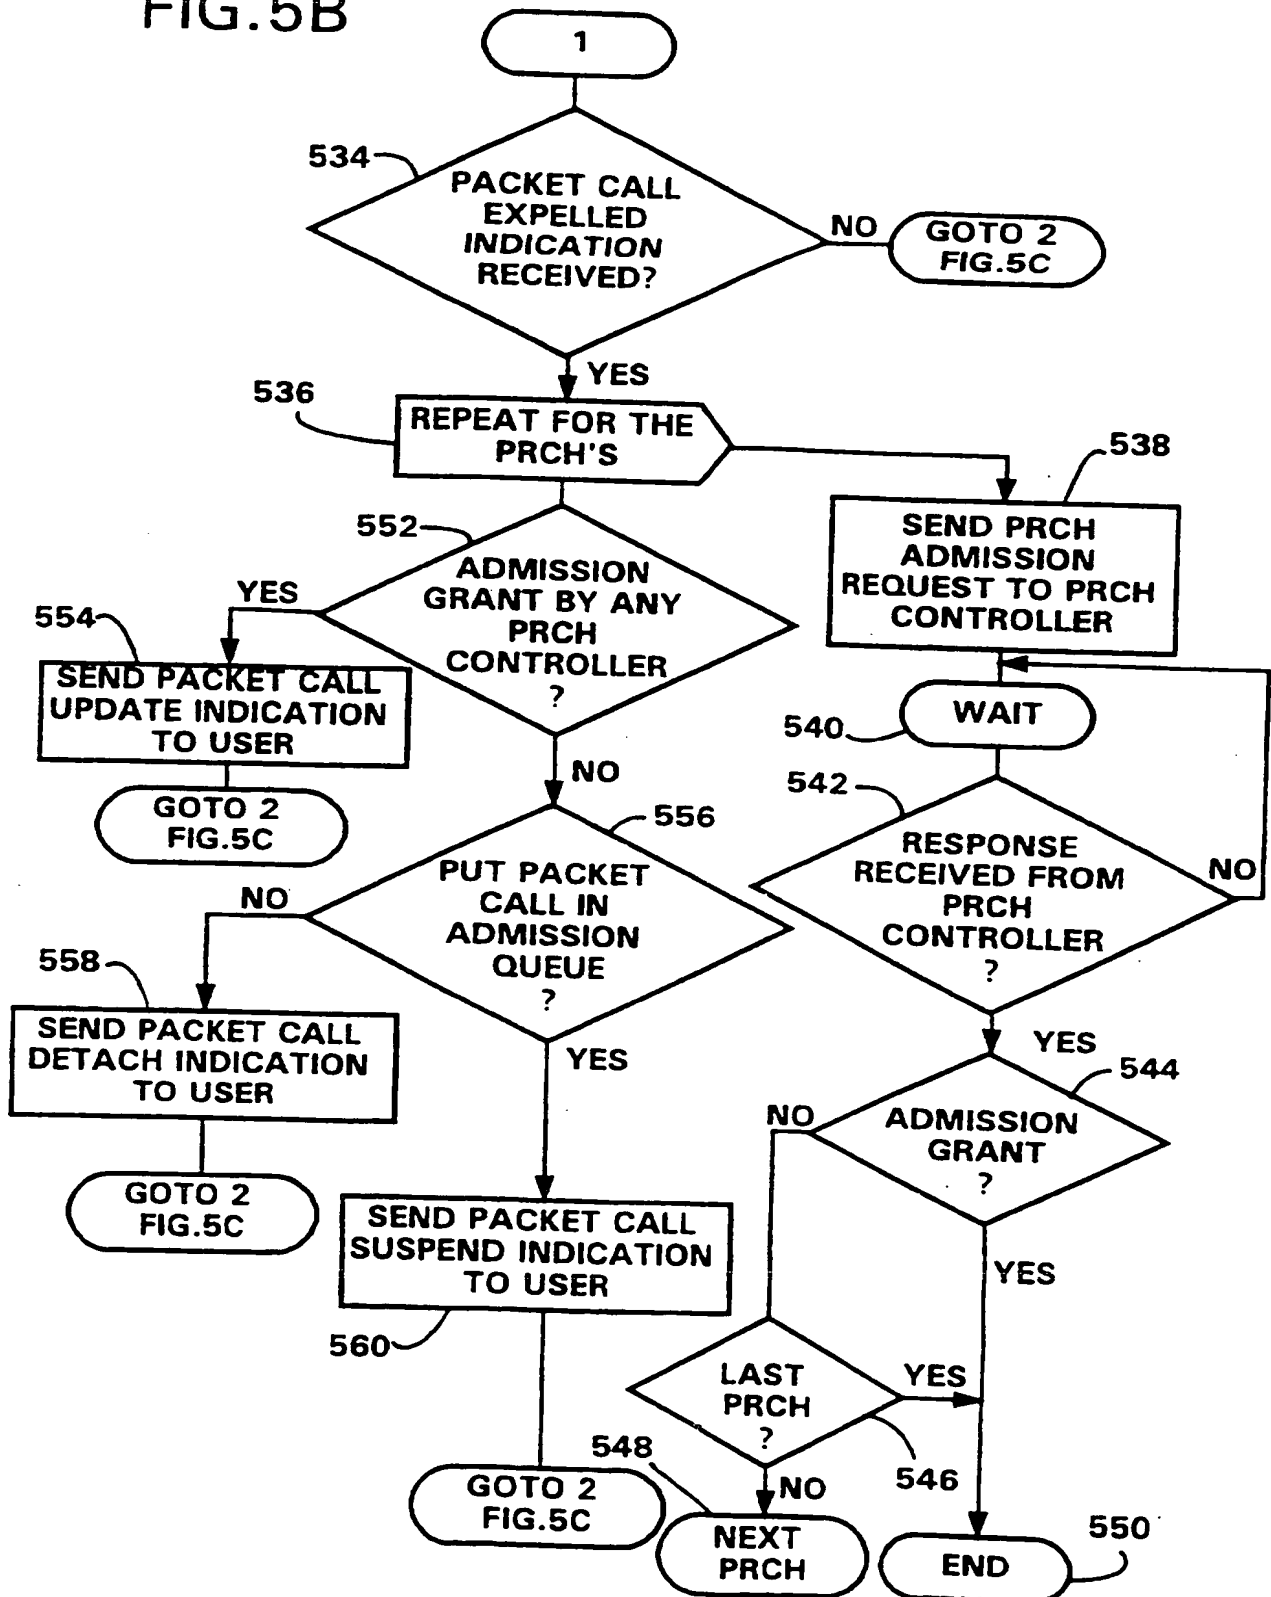 FIG.5B
1
534
PACKET CALL
EXPELLED
INDICATION
RECEIVED?
NO
GOTO 2
FIG.5C
YES
536
REPEAT FOR THE
PRCH'S
538
SEND PRCH
ADMISSION
REQUEST TO PRCH
CONTROLLER
552
ADMISSION
GRANT BY ANY
PRCH
CONTROLLER
?
YES
554
SEND PACKET CALL
UPDATE INDICATION
TO USER
GOTO 2
FIG.5C
NO
WAIT
540
542
RESPONSE
RECEIVED FROM
PRCH
CONTROLLER
?
NO
556
PUT PACKET
CALL IN
ADMISSION
QUEUE
?
NO
558
SEND PACKET CALL
DETACH INDICATION
TO USER
GOTO 2
FIG.5C
YES
YES
544
ADMISSION
GRANT
?
NO
YES
SEND PACKET CALL
SUSPEND INDICATION
TO USER
560
GOTO 2
FIG.5C
LAST
PRCH
?
YES
546
548
NO
NEXT
PRCH
END
550